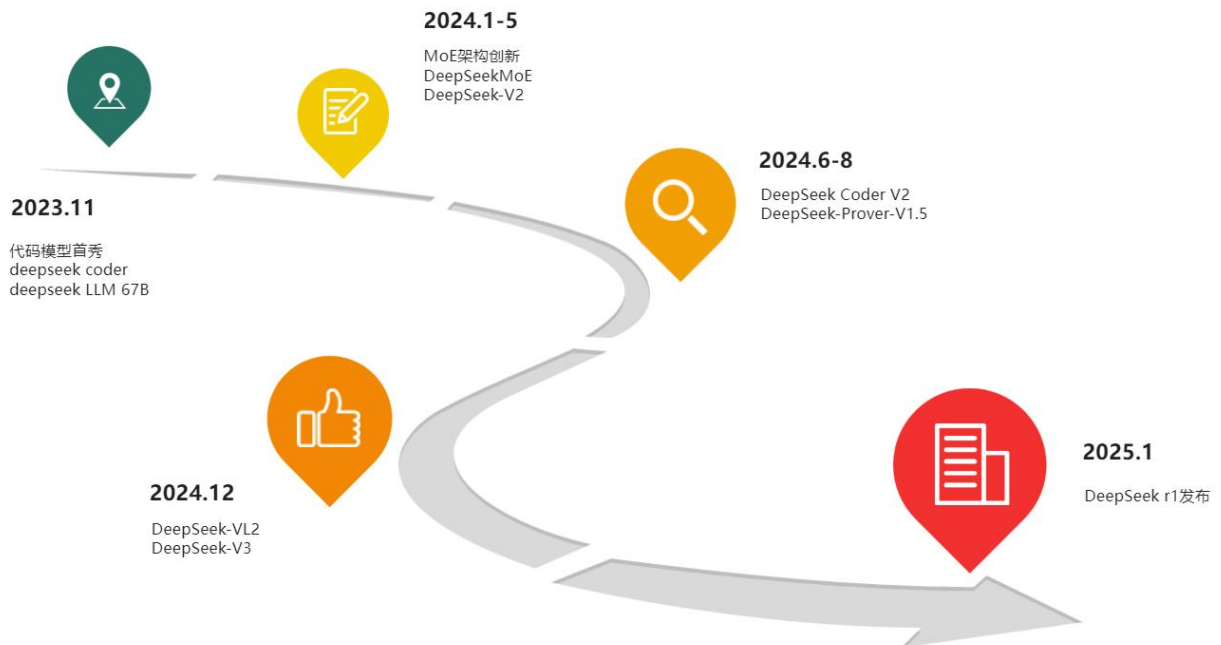 2023.11
代码模型首秀
deepseek coder
deepseek LLM 67B
2024.1-5
MoE架构创新
DeepSeekMoE
DeepSeek-V2
2024.6-8
DeepSeek Coder V2
DeepSeek-Prover-V1.5
2024.12
DeepSeek-VL2
DeepSeek-V3
2025.1
DeepSeek r1发布